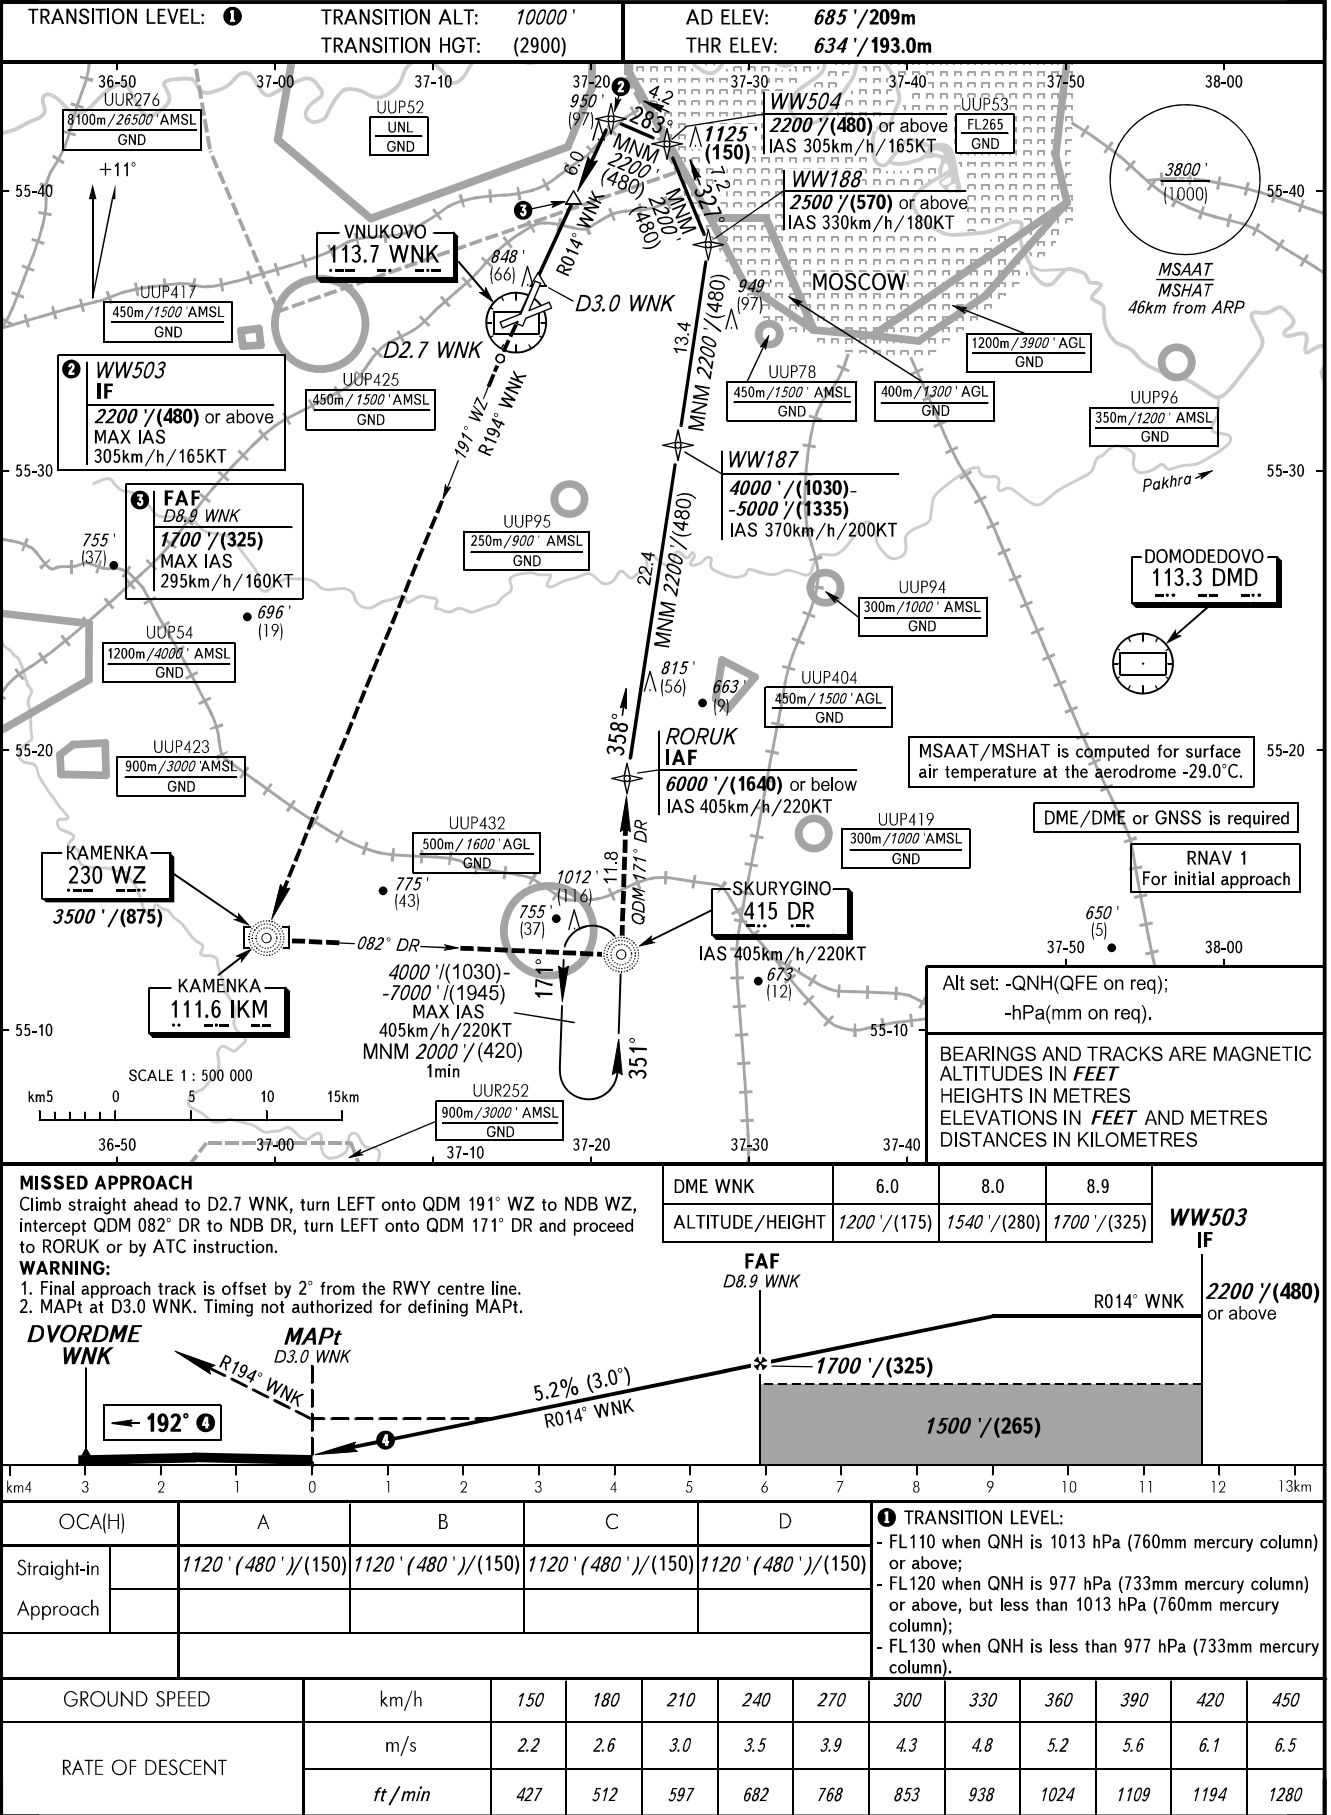 TRANSITION LEVEL: ❶ TRANSITION ALT: 10000 ' AD ELEV: 685 '/209m
TRANSITION HGT: (2900) THR ELEV: 634 '/193.0m
36-50 37-00 37-10 37-20 37-30 37-40 37-50 38-00
UUR276
8100m/26500 'AMSL
GND
+11°
UUP52
UNL
GND
950 '
(97)
❷
4.2
283°
MNM
2200 '
(480)
6.0
WW504
2200 '/(480) or above
IAS 305km/h/165KT
1125 '
(150)
UUP53
FL265
GND
7.2
327°
MNM
2200 '
(480)
WW188
2500 '/(570) or above
IAS 330km/h/180KT
3800 '
(1000)
MSAAT
MSHAT
46km from ARP
55-40 55-40
❸
VNUKOVO
113.7 WNK
848 '
(66)
R014° WNK
D3.0 WNK
D2.7 WNK
MOSCOW
949 '
(97)
UUP417
450m/1500 'AMSL
GND
❷ WW503
IF
2200 '/(480) or above
MAX IAS
305km/h/165KT
UUP425
450m/1500 'AMSL
GND
191° WZ
R194° WNK
13.4
MNM 2200 '/(480)
UUP78
450m/1500 ' AMSL
GND
400m/1300 ' AGL
GND
1200m/3900 ' AGL
GND
UUP96
350m/1200 ' AMSL
GND
55-30 55-30
Pakhra
WW187
4000 '/(1030)-
-5000 '/(1335)
IAS 370km/h/200KT
❸ FAF
D8.9 WNK
1700 '/(325)
MAX IAS
295km/h/160KT
755 '
(37)
696 '
(19)
UUP95
250m/900 ' AMSL
GND
22.4
MNM 2200 '/(480)
UUP94
300m/1000 ' AMSL
GND
DOMODEDOVO
113.3 DMD
UUP54
1200m/4000 ' AMSL
GND
815 '
(56)
663 '
(9)
UUP404
450m/1500 ' AGL
GND
358°
RORUK
IAF
6000 '/(1640) or below
IAS 405km/h/220KT
55-20 55-20
UUP423
900m/3000 'AMSL
GND
MSAAT/MSHAT is computed for surface
air temperature at the aerodrome -29.0°C.
DME/DME or GNSS is required
RNAV 1
For initial approach
UUP432
500m/1600 ' AGL
GND
UUP419
300m/1000 'AMSL
GND
11.8
QDM 171° DR
KAMENKA
230 WZ
3500 '/(875)
775 '
(43)
1012 '
(116)
755 '
(37)
SKURYGINO
415 DR
IAS 405km/h/220KT
673 '
(12)
650 '
(5)
37-50 38-00
082° DR
KAMENKA
111.6 IKM
4000 '/(1030)-
-7000 '/(1945)
MAX IAS
405km/h/220KT
MNM 2000 '/(420)
1min
171°
351°
55-10 55-10
Alt set: -QNH(QFE on req);
-hPa(mm on req).
BEARINGS AND TRACKS ARE MAGNETIC
ALTITUDES IN FEET
HEIGHTS IN METRES
ELEVATIONS IN FEET AND METRES
DISTANCES IN KILOMETRES
SCALE 1 : 500 000
km5 0 5 10 15km
UUR252
900m/3000 ' AMSL
GND
36-50 37-00 37-10 37-20 37-30 37-40
MISSED APPROACH
Climb straight ahead to D2.7 WNK, turn LEFT onto QDM 191° WZ to NDB WZ,
intercept QDM 082° DR to NDB DR, turn LEFT onto QDM 171° DR and proceed
to RORUK or by ATC instruction.
WARNING:
1. Final approach track is offset by 2° from the RWY centre line.
2. MAPt at D3.0 WNK. Timing not authorized for defining MAPt.
DME WNK 6.0 8.0 8.9
ALTITUDE/HEIGHT 1200 '/(175) 1540 '/(280) 1700 '/(325)
WW503
IF
2200 '/(480)
or above
FAF
D8.9 WNK
R014° WNK
1700 '/(325)
1500 '/(265)
DVORDME
WNK
MAPt
D3.0 WNK
R194° WNK
5.2% (3.0°)
R014° WNK
192° ❹
❹
km4 3 2 1 0 1 2 3 4 5 6 7 8 9 10 11 12 13km
OCA(H) A B C D
Straight-in 1120 ' (480 ')/(150) 1120 ' (480 ')/(150) 1120 ' (480 ')/(150) 1120 ' (480 ')/(150)
Approach
❶ TRANSITION LEVEL:
- FL110 when QNH is 1013 hPa (760mm mercury column)
or above;
- FL120 when QNH is 977 hPa (733mm mercury column)
or above, but less than 1013 hPa (760mm mercury
column);
- FL130 when QNH is less than 977 hPa (733mm mercury
column).
GROUND SPEED km/h 150 180 210 240 270 300 330 360 390 420 450
RATE OF DESCENT m/s 2.2 2.6 3.0 3.5 3.9 4.3 4.8 5.2 5.6 6.1 6.5
ft/min 427 512 597 682 768 853 938 1024 1109 1194 1280